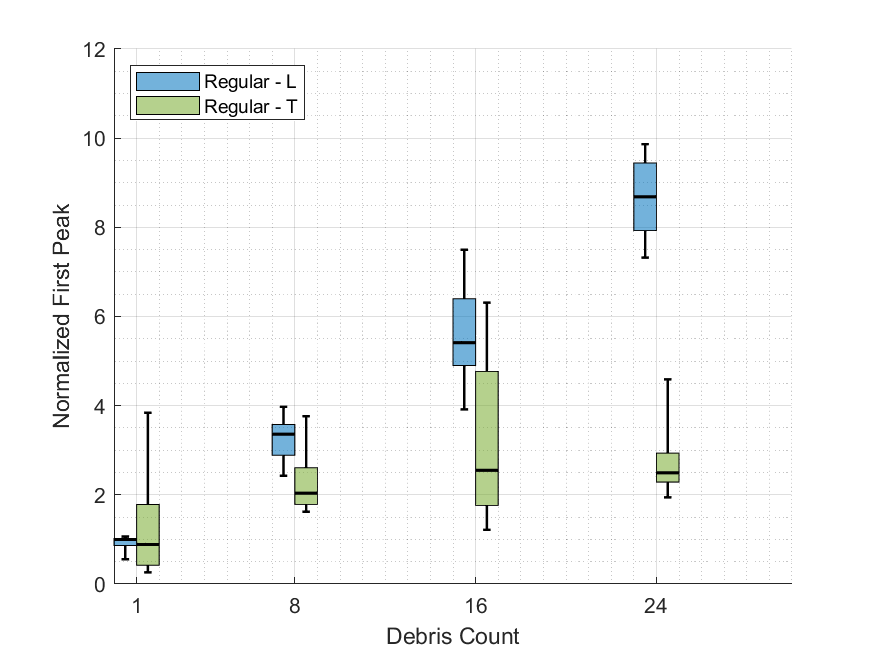 12
10
8
6
4
2
0
Regular - L
Regular - T
Normalized First Peak
1 8 16 24
Debris Count